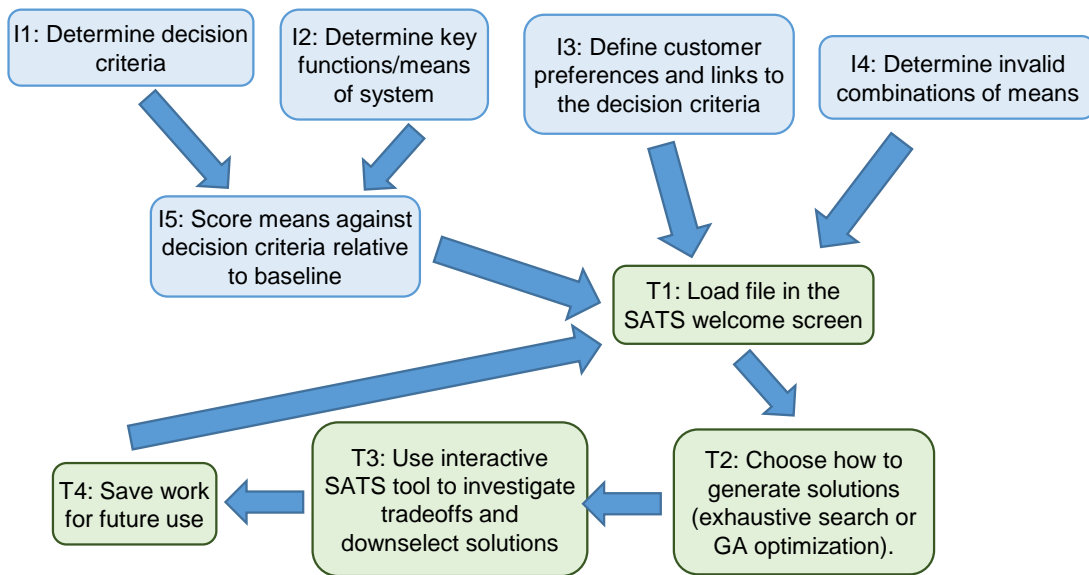 I1: Determine decision
criteria
I2: Determine key
functions/means
of system
I3: Define customer
preferences and links to
the decision criteria
I4: Determine invalid
combinations of means
I5: Score means against
decision criteria relative
to baseline
T1: Load file in the
SATS welcome screen
T2: Choose how to
generate solutions
(exhaustive search or
GA optimization).
T3: Use interactive
SATS tool to investigate
tradeoffs and
downselect solutions
T4: Save work
for future use